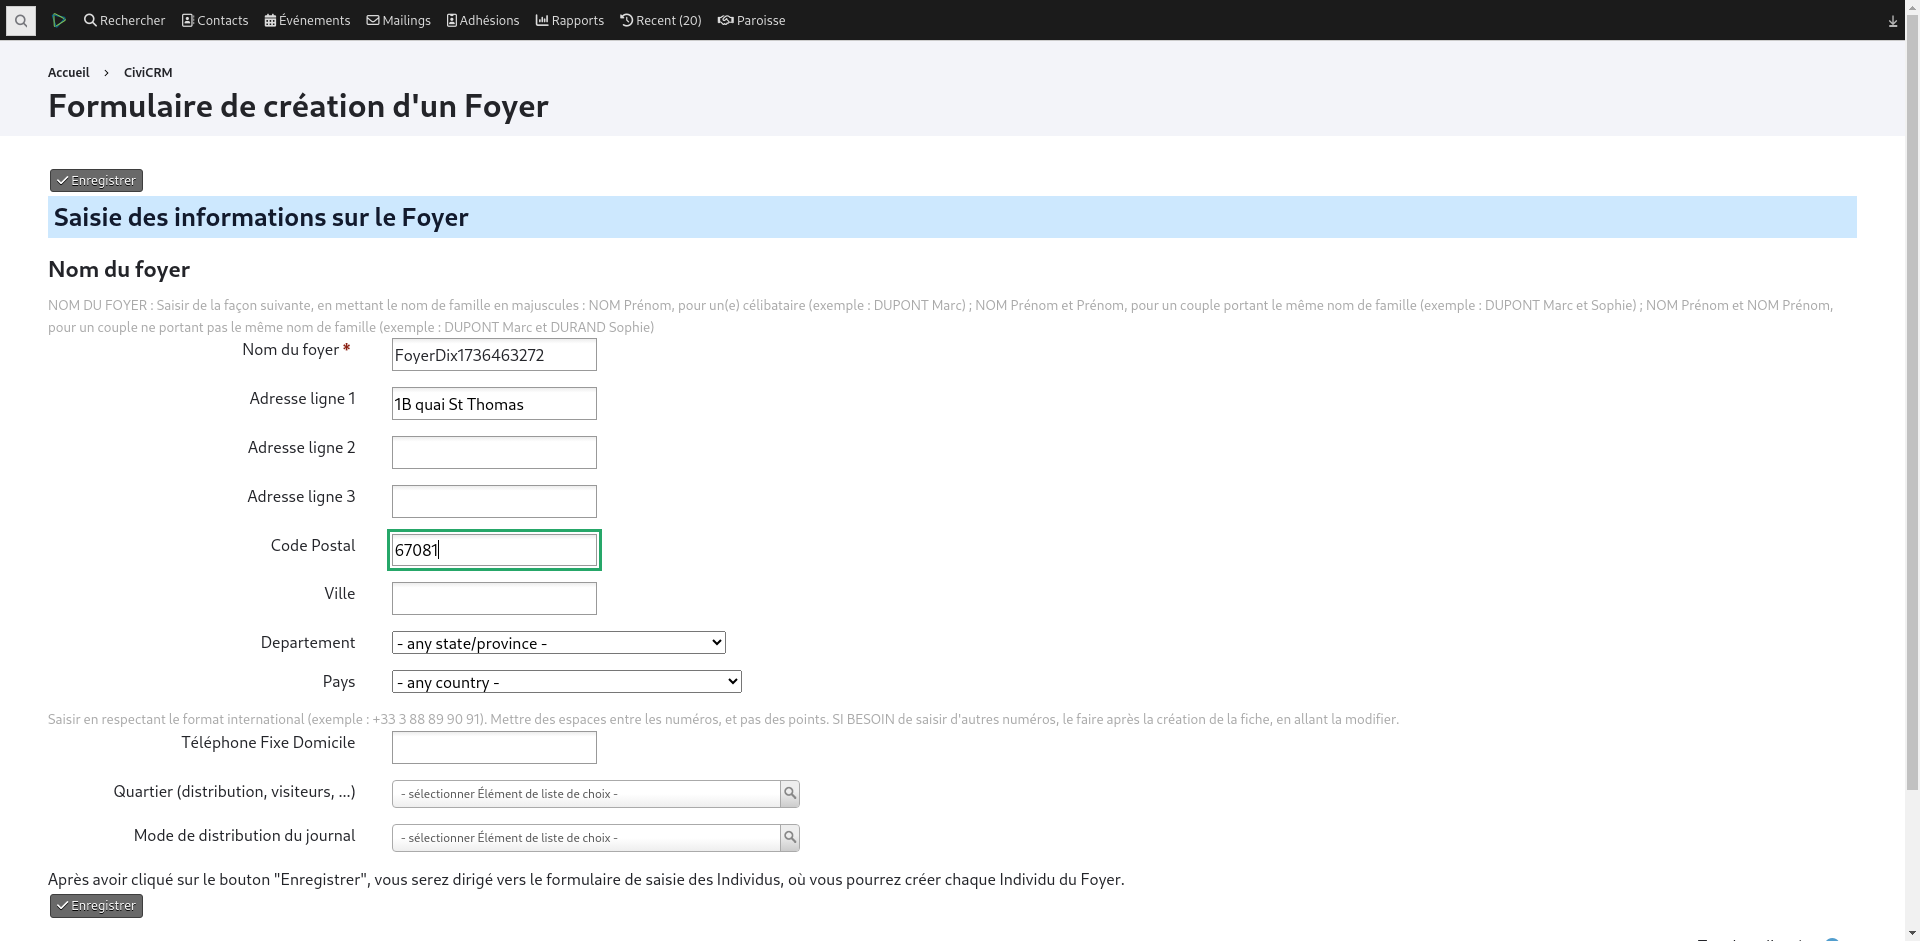 Rechercher Contacts Événements Mailings Adhésions Rapports Recent (20) Paroisse
Accueil › CiviCRM
Formulaire de création d'un Foyer
Enregistrer
Saisie des informations sur le Foyer
Nom du foyer
NOM DU FOYER : Saisir de la façon suivante, en mettant le nom de famille en majuscules : NOM Prénom, pour un(e) célibataire (exemple : DUPONT Marc) ; NOM Prénom et Prénom, pour un couple portant le même nom de famille (exemple : DUPONT Marc et Sophie) ; NOM Prénom et NOM Prénom,
pour un couple ne portant pas le même nom de famille (exemple : DUPONT Marc et DURAND Sophie)
Nom du foyer * FoyerDix1736463272
Adresse ligne 1 1B quai St Thomas
Adresse ligne 2
Adresse ligne 3
Code Postal 67081
Ville
Departement - any state/province -
Pays - any country -
Saisir en respectant le format international (exemple : +33 3 88 89 90 91). Mettre des espaces entre les numéros, et pas des points. SI BESOIN de saisir d'autres numéros, le faire après la création de la fiche, en allant la modifier.
Téléphone Fixe Domicile
Quartier (distribution, visiteurs, ...) - sélectionner Élément de liste de choix -
Mode de distribution du journal - sélectionner Élément de liste de choix -
Après avoir cliqué sur le bouton "Enregistrer", vous serez dirigé vers le formulaire de saisie des Individus, où vous pourrez créer chaque Individu du Foyer.
Enregistrer